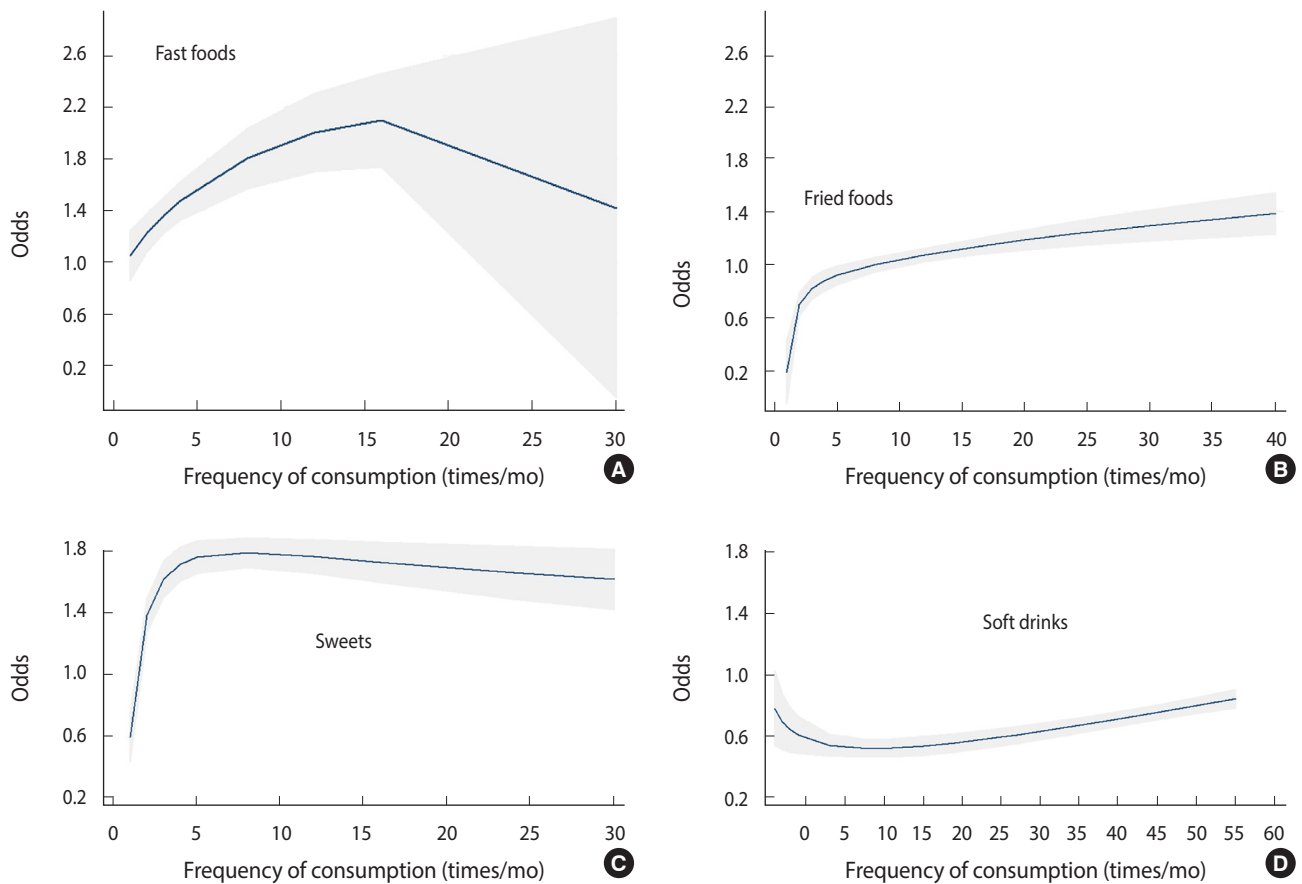 2.6
2.2
1.8
1.4
1.0
0.6
0.2
Odds
Fast foods
0 5 10 15 20 25 30
Frequency of consumption (times/mo)
A
2.6
2.2
1.8
1.4
1.0
0.6
0.2
Odds
Fried foods
0 5 10 15 20 25 30 35 40
Frequency of consumption (times/mo)
B
1.8
1.4
1.0
0.6
0.2
Odds
Sweets
0 5 10 15 20 25 30
Frequency of consumption (times/mo)
C
1.8
1.4
1.0
0.6
0.2
Odds
Soft drinks
0 5 10 15 20 25 30 35 40 45 50 55 60
Frequency of consumption (times/mo)
D